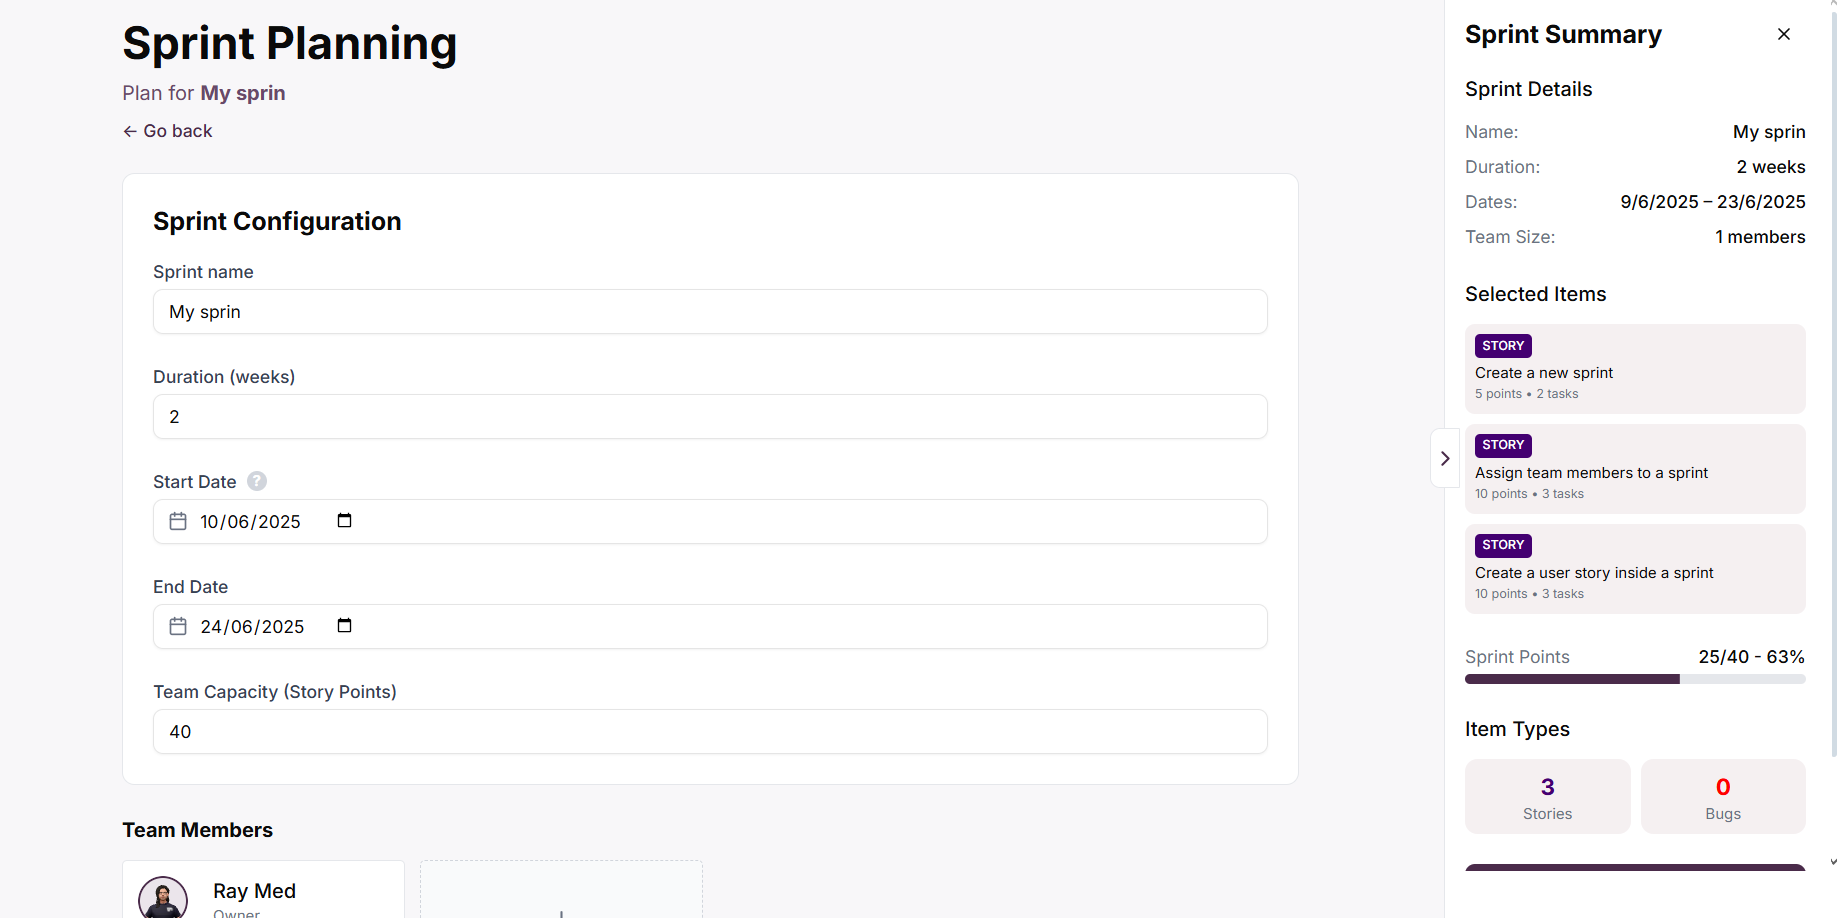 Sprint Planning
Plan for My sprin
← Go back
Sprint Configuration
Sprint name
My sprin
Duration (weeks)
2
Start Date ?
10/06/2025
End Date
24/06/2025
Team Capacity (Story Points)
40
Team Members
Ray Med
Owner
Sprint Summary
Sprint Details
Name: My sprin
Duration: 2 weeks
Dates: 9/6/2025 – 23/6/2025
Team Size: 1 members
Selected Items
STORY
Create a new sprint
5 points • 2 tasks
STORY
Assign team members to a sprint
10 points • 3 tasks
STORY
Create a user story inside a sprint
10 points • 3 tasks
Sprint Points 25/40 - 63%
Item Types
3
Stories
0
Bugs